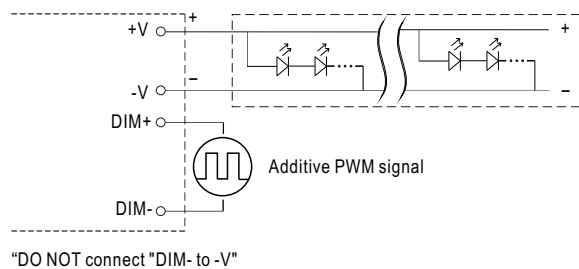 +V
+
+
-V
–
–
DIM+
Additive PWM signal
DIM-
“DO NOT connect "DIM- to -V"